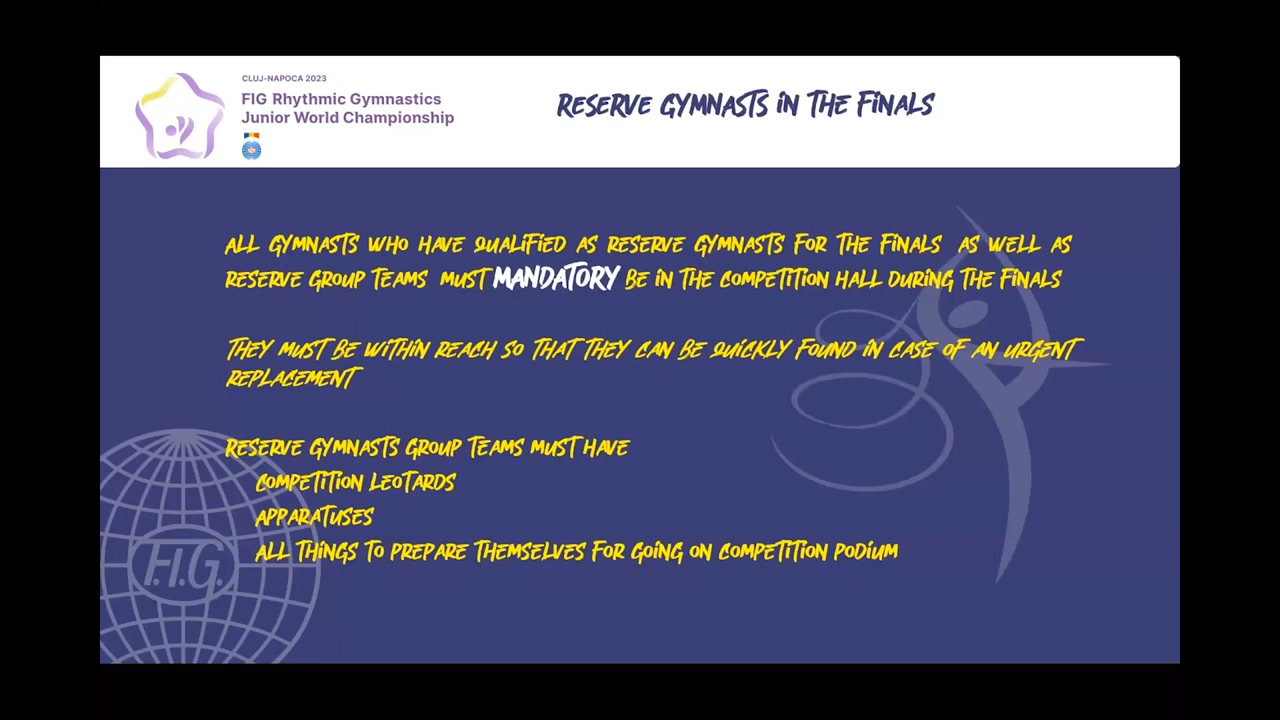 CLUJ-NAPOCA 2023
FIG Rhythmic Gymnastics
Junior World Championship
RESERVE GYMNASTS IN THE FINALS
ALL GYMNASTS WHO HAVE QUALIFIED AS RESERVE GYMNASTS FOR THE FINALS AS WELL AS
RESERVE GROUP TEAMS MUST MANDATORY BE IN THE COMPETITION HALL DURING THE FINALS
THEY MUST BE WITHIN REACH SO THAT THEY CAN BE QUICKLY FOUND IN CASE OF AN URGENT
REPLACEMENT
RESERVE GYMNASTS GROUP TEAMS MUST HAVE
COMPETITION LEOTARDS
APPARATUSES
ALL THINGS TO PREPARE THEMSELVES FOR GOING ON COMPETITION PODIUM
F.I.G.